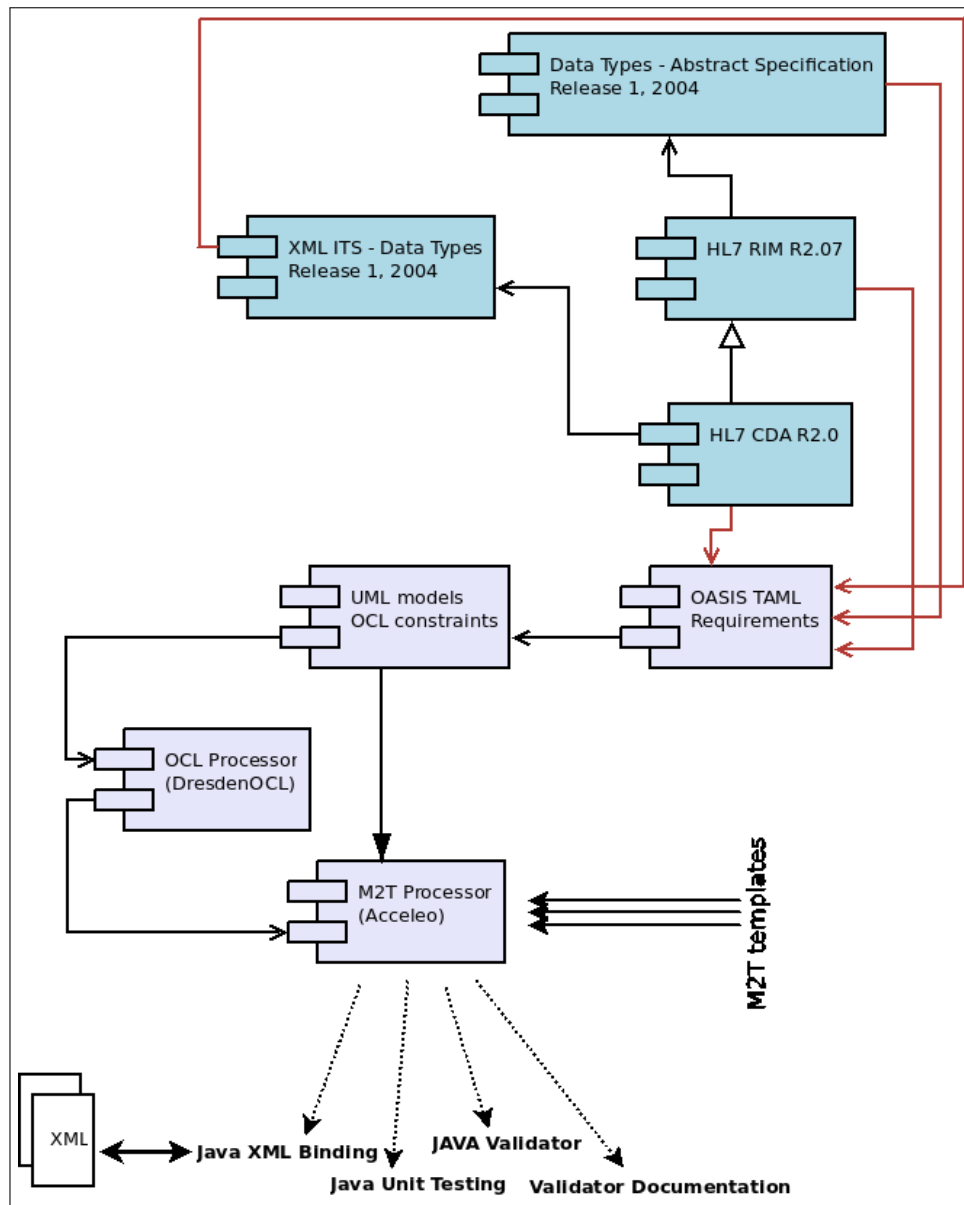 Data Types - Abstract Specification
Release 1, 2004
XML ITS - Data Types
Release 1, 2004
HL7 RIM R2.07
HL7 CDA R2.0
UML models
OCL constraints
OASIS TAML
Requirements
OCL Processor
(DresdenOCL)
M2T Processor
(Acceleo)
M2T templates
XML
Java XML Binding
JAVA Validator
Java Unit Testing
Validator Documentation